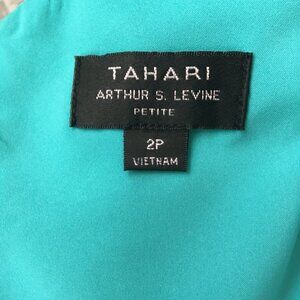 TAHARI
ARTHUR S. LEVINE
PETITE
2P
VIETNAM